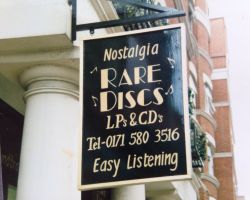 Nostalgia
RARE
DISCS
LPs & CD's
Tel-0171 580 3516
Easy Listening